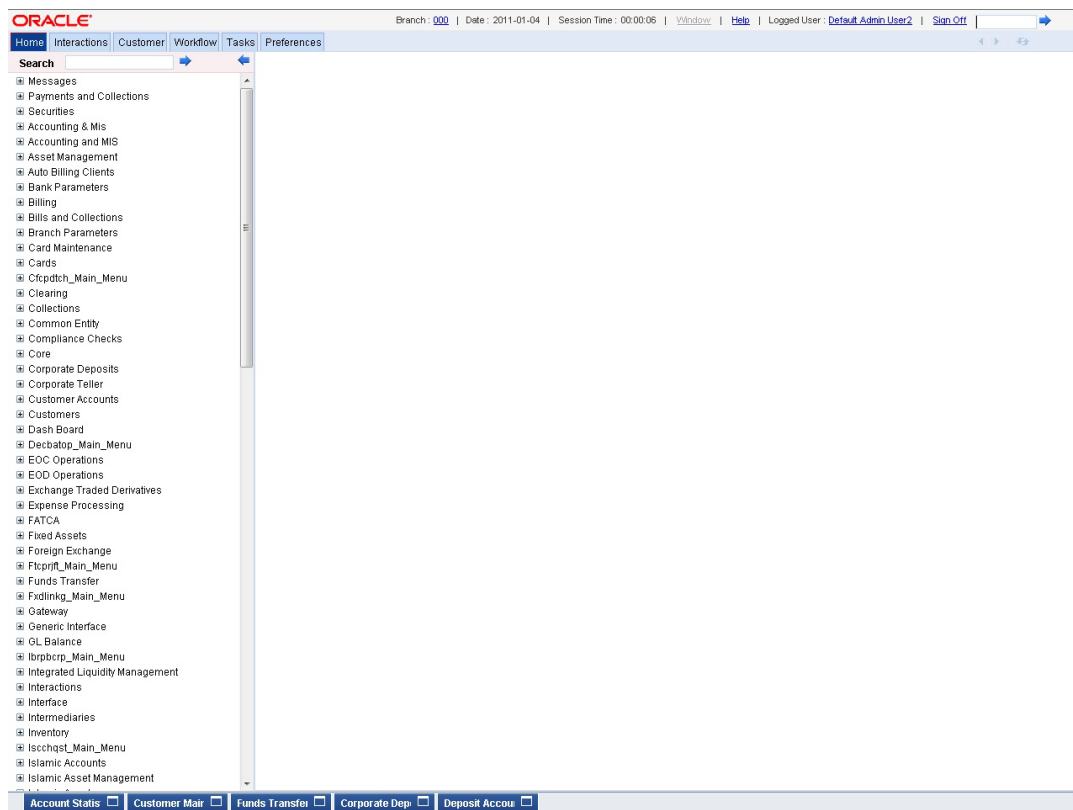 ORACLE
Branch : 000 | Date : 2011-01-04 | Session Time : 00:00:06 | Window | Help | Logged User : Default Admin User2 | Sign Off
Home Interactions Customer Workflow Tasks Preferences
Search
Messages
Payments and Collections
Securities
Accounting & Mis
Accounting and MIS
Asset Management
Auto Billing Clients
Bank Parameters
Billing
Bills and Collections
Branch Parameters
Card Maintenance
Cards
Cfcpdtch_Main_Menu
Clearing
Collections
Common Entity
Compliance Checks
Core
Corporate Deposits
Corporate Teller
Customer Accounts
Customers
Dash Board
Decbatop_Main_Menu
EOC Operations
EOD Operations
Exchange Traded Derivatives
Expense Processing
FATCA
Fixed Assets
Foreign Exchange
Ftcprjft_Main_Menu
Funds Transfer
Fxdlinkg_Main_Menu
Gateway
Generic Interface
GL Balance
Ibrpbcrp_Main_Menu
Integrated Liquidity Management
Interactions
Interface
Intermediaries
Inventory
Iscchqst_Main_Menu
Islamic Accounts
Islamic Asset Management
Account Statis Customer Mair Funds Transfer Corporate Dep Deposit Accou